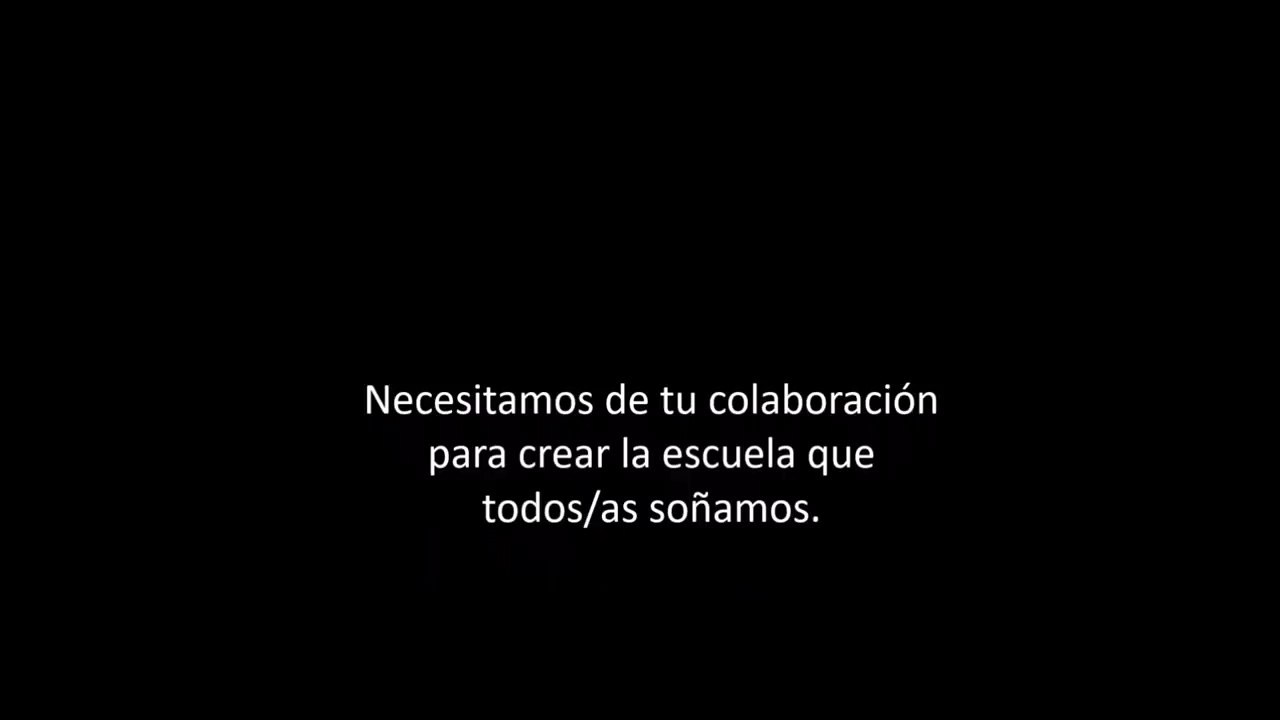 Necesitamos de tu colaboración
para crear la escuela que
todos/as soñamos.